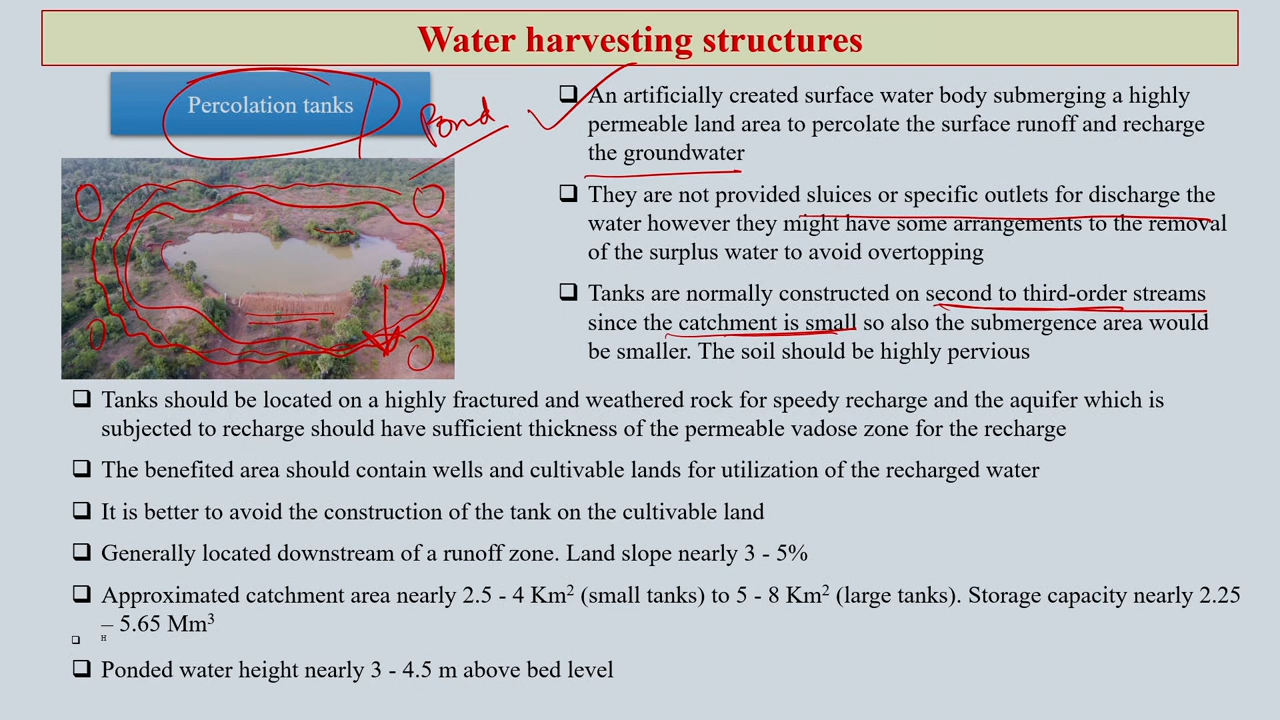 Water harvesting structures
Percolation tanks
Pond
❑ An artificially created surface water body submerging a highly
permeable land area to percolate the surface runoff and recharge
the groundwater
❑ They are not provided sluices or specific outlets for discharge the
water however they might have some arrangements to the removal
of the surplus water to avoid overtopping
❑ Tanks are normally constructed on second to third-order streams
since the catchment is small so also the submergence area would
be smaller. The soil should be highly pervious
❑ Tanks should be located on a highly fractured and weathered rock for speedy recharge and the aquifer which is
subjected to recharge should have sufficient thickness of the permeable vadose zone for the recharge
❑ The benefited area should contain wells and cultivable lands for utilization of the recharged water
❑ It is better to avoid the construction of the tank on the cultivable land
❑ Generally located downstream of a runoff zone. Land slope nearly 3 - 5%
❑ Approximated catchment area nearly 2.5 - 4 Km² (small tanks) to 5 - 8 Km² (large tanks). Storage capacity nearly 2.25
– 5.65 Mm³
❑ H
❑ Ponded water height nearly 3 - 4.5 m above bed level